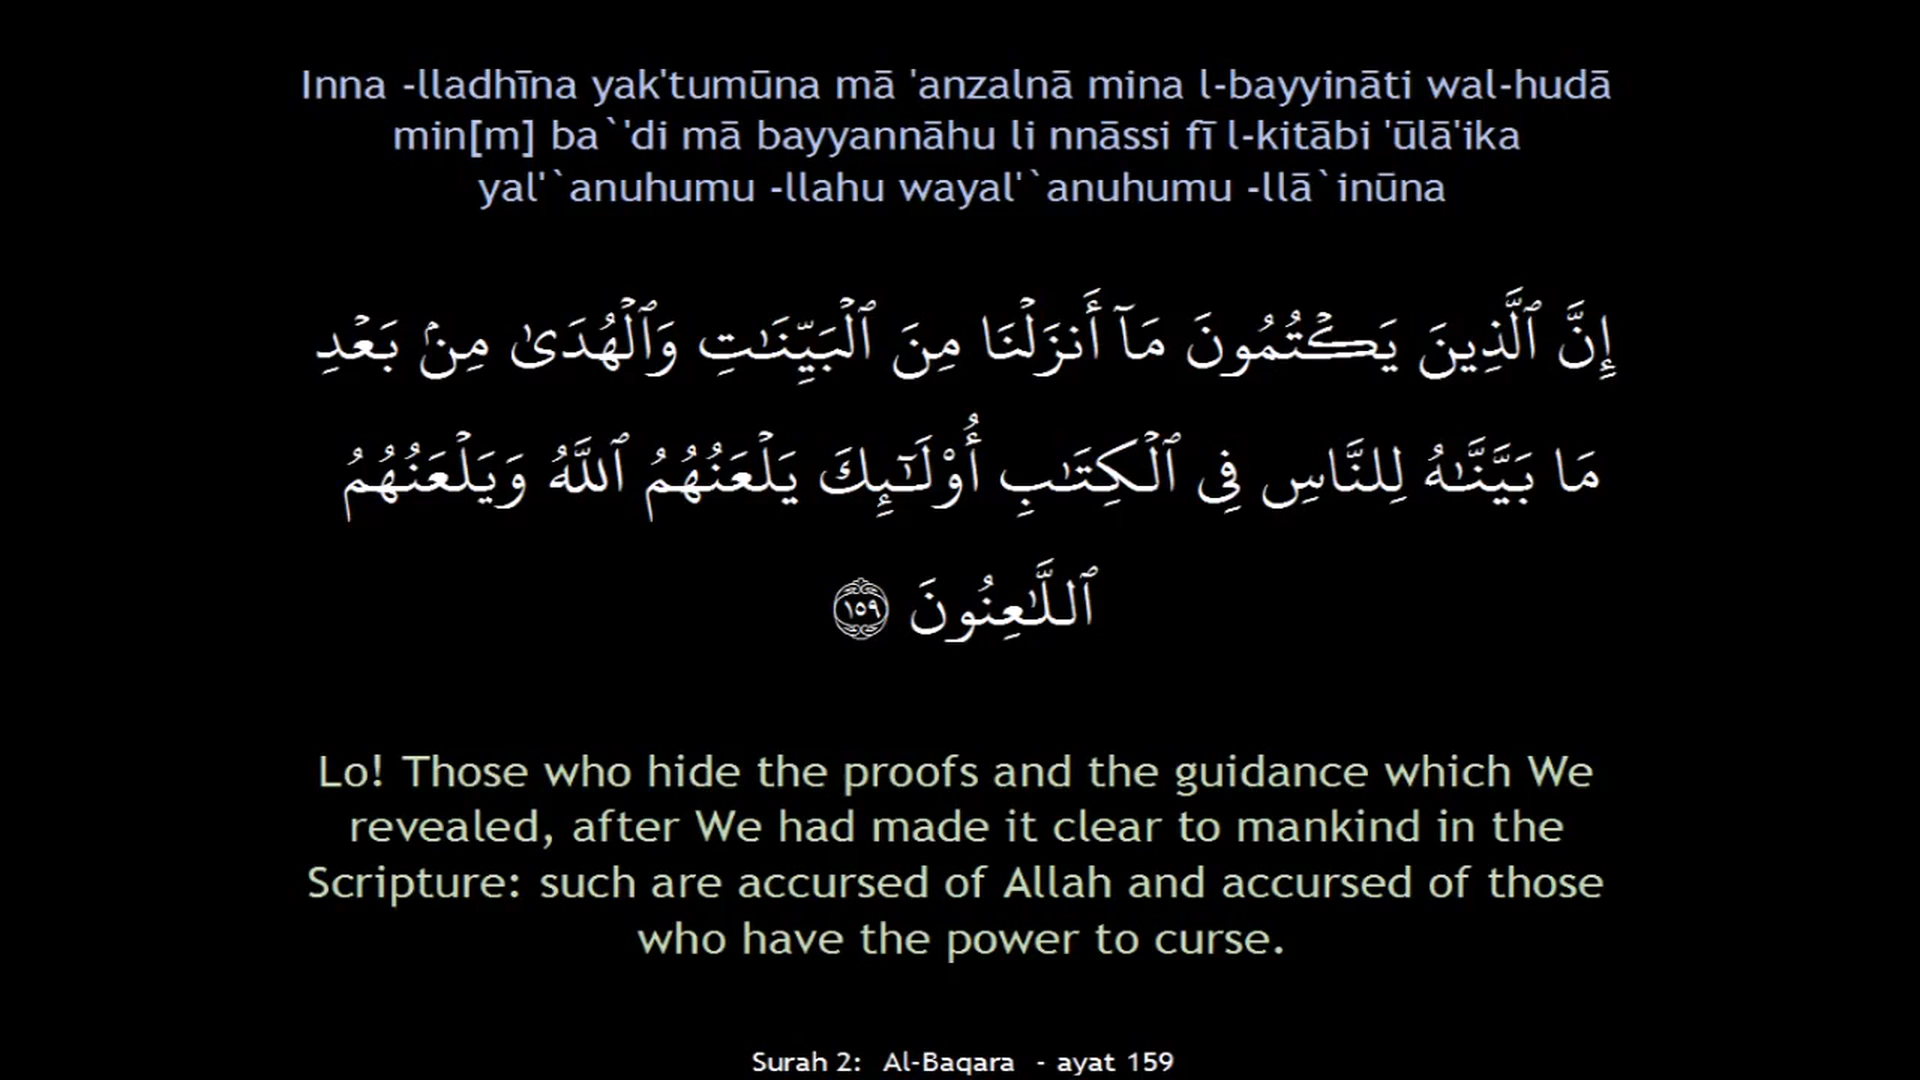 Inna -lladhīna yak'tumūna mā 'anzalnā mina l-bayyināti wal-hudā
min[m] ba`'di mā bayyannāhu li nnāssi fī l-kitābi 'ūlā'ika
yal'`anuhumu -llahu wayal'`anuhumu -llā`inūna
إِنَّ ٱلَّذِينَ يَكْتُمُونَ مَآ أَنزَلْنَا مِنَ ٱلْبَيِّنَـٰتِ وَٱلْهُدَىٰ مِنۢ بَعْدِ
مَا بَيَّنَّـٰهُ لِلنَّاسِ فِى ٱلْكِتَـٰبِ أُو۟لَـٰٓئِكَ يَلْعَنُهُمُ ٱللَّهُ وَيَلْعَنُهُمُ
ٱللَّـٰعِنُونَ ١٥٩
Lo! Those who hide the proofs and the guidance which We
revealed, after We had made it clear to mankind in the
Scripture: such are accursed of Allah and accursed of those
who have the power to curse.
Surah 2: Al-Baqara - ayat 159